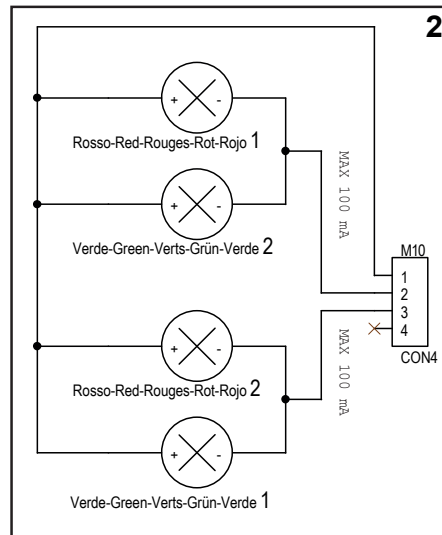 2
+ -
Rosso-Red-Rouges-Rot-Rojo 1
MAX 100 mA
+ -
Verde-Green-Verts-Grün-Verde 2
M10
1
2
3
4
CON4
+ -
Rosso-Red-Rouges-Rot-Rojo 2
MAX 100 mA
+ -
Verde-Green-Verts-Grün-Verde 1